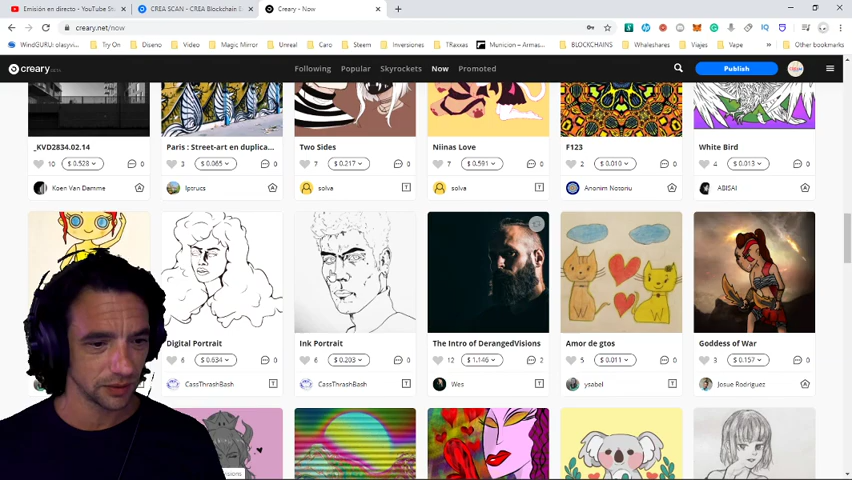 Emisión en directo - YouTube St
CREA SCAN - CREA Blockchain E
Creary - Now
creary.net/now
WindGURU: olasyvi
Try On
Diseno
Video
Magic Mirror
Unreal
Caro
Steem
Inversiones
TRaxxas
Municion – Armas
BLOCKCHAINS
Whaleshares
Viajes
Vape
Other bookmarks
creary
Following
Popular
Skyrockets
Now
Promoted
Publish
_KVD2834.02.14
Paris : Street-art en duplica...
Two Sides
Niinas Love
F123
White Bird
10
$ 0.528
0
3
$ 0.065
0
7
$ 0.217
0
7
$ 0.591
0
2
$ 0.010
0
4
$ 0.013
0
Koen Van Damme
lptrucs
solva
solva
Anonim Notonu
ABISAI
Digital Portrait
Ink Portrait
The Intro of DerangedVisions
Amor de gtos
Goddess of War
6
$ 0.634
0
6
$ 0.203
0
12
$ 1.146
2
5
$ 0.011
0
3
$ 0.157
0
CassThrashBash
CassThrashBash
Wes
ysabel
Josue Rodriguez